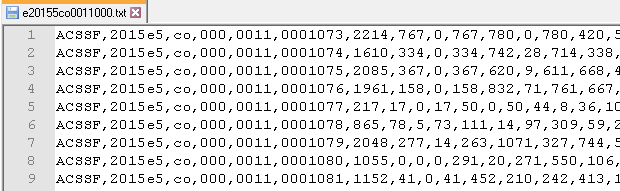 e20155co0011000.txt
1 ACSSF,2015e5,co,000,0011,0001073,2214,767,0,767,780,0,780,420,5
2 ACSSF,2015e5,co,000,0011,0001074,1610,334,0,334,742,28,714,338,
3 ACSSF,2015e5,co,000,0011,0001075,2085,367,0,367,620,9,611,668,4
4 ACSSF,2015e5,co,000,0011,0001076,1961,158,0,158,832,71,761,667,
5 ACSSF,2015e5,co,000,0011,0001077,217,17,0,17,50,0,50,44,8,36,10
6 ACSSF,2015e5,co,000,0011,0001078,865,78,5,73,111,14,97,309,59,2
7 ACSSF,2015e5,co,000,0011,0001079,2048,277,14,263,1071,327,744,5
8 ACSSF,2015e5,co,000,0011,0001080,1055,0,0,0,291,20,271,550,106,
9 ACSSF,2015e5,co,000,0011,0001081,1152,41,0,41,452,210,242,413,1